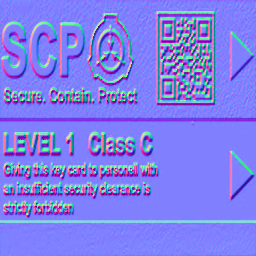 SCP
Secure. Contain. Protect
LEVEL 1 Class C
Giving this key card to personell with
an insufficient security clearance is
strictly forbidden